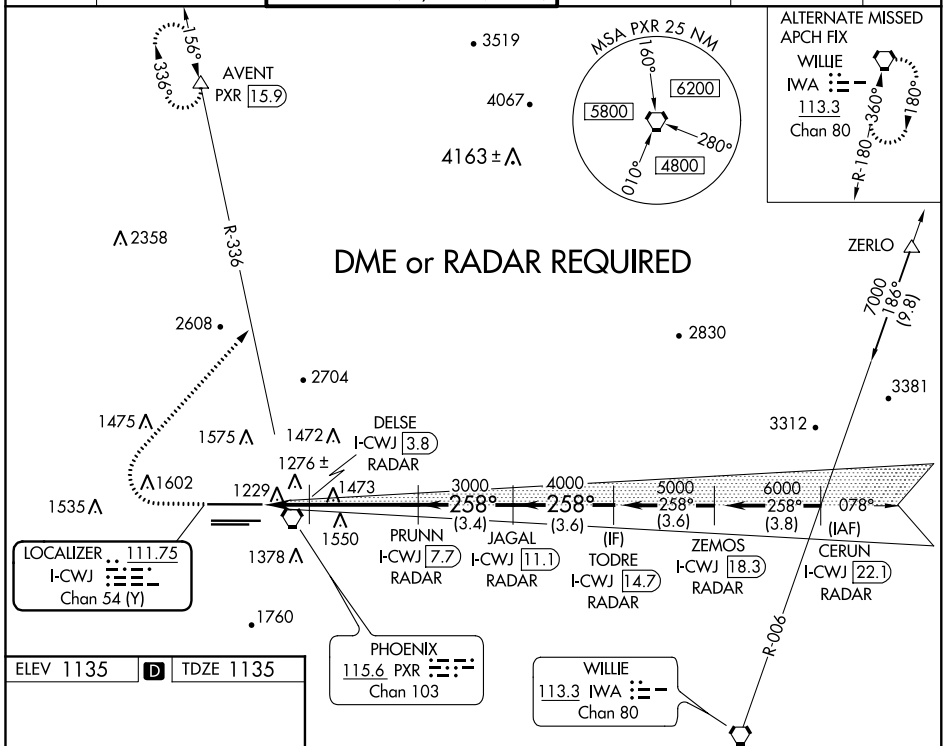 156°
336°
AVENT
PXR 15.9
3519
4067
4163 ±
MSA PXR 25 NM
160°
6200
5800
280°
4800
010°
ALTERNATE MISSED
APCH FIX
WILLIE
IWA
113.3
Chan 80
360°
180°
R-180
2358
R-336
DME or RADAR REQUIRED
ZERLO
7000
186°
(9.8)
2608
2830
2704
3381
3312
1475
1575
1472
DELSE
I-CWJ 3.8
RADAR
1276 ±
1602
1229
1473
1535
3000
258°
(3.4)
4000
258°
(3.6)
5000
258°
(3.6)
6000
258°
(3.8)
078°
(IAF)
CERUN
I-CWJ 22.1
RADAR
LOCALIZER 111.75
I-CWJ
Chan 54 (Y)
1378
1550
PRUNN
I-CWJ 7.7
RADAR
JAGAL
I-CWJ 11.1
RADAR
(IF)
TODRE
I-CWJ 14.7
RADAR
ZEMOS
I-CWJ 18.3
RADAR
1760
PHOENIX
115.6 PXR
Chan 103
WILLIE
113.3 IWA
Chan 80
R-006
ELEV 1135 D TDZE 1135